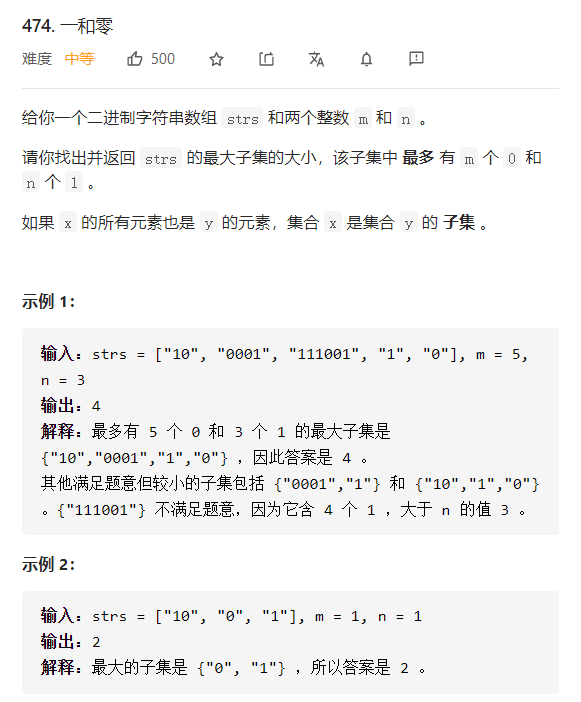 474. 一和零
难度 中等 500
给你一个二进制字符串数组 strs 和两个整数 m 和 n 。
请你找出并返回 strs 的最大子集的大小，该子集中 最多 有 m 个 0 和
n 个 1 。
如果 x 的所有元素也是 y 的元素，集合 x 是集合 y 的 子集 。
示例 1：
输入：strs = ["10", "0001", "111001", "1", "0"], m = 5,
n = 3
输出：4
解释：最多有 5 个 0 和 3 个 1 的最大子集是
{"10","0001","1","0"} ，因此答案是 4 。
其他满足题意但较小的子集包括 {"0001","1"} 和 {"10","1","0"}
。{"111001"} 不满足题意，因为它含 4 个 1 ，大于 n 的值 3 。
示例 2：
输入：strs = ["10", "0", "1"], m = 1, n = 1
输出：2
解释：最大的子集是 {"0", "1"} ，所以答案是 2 。